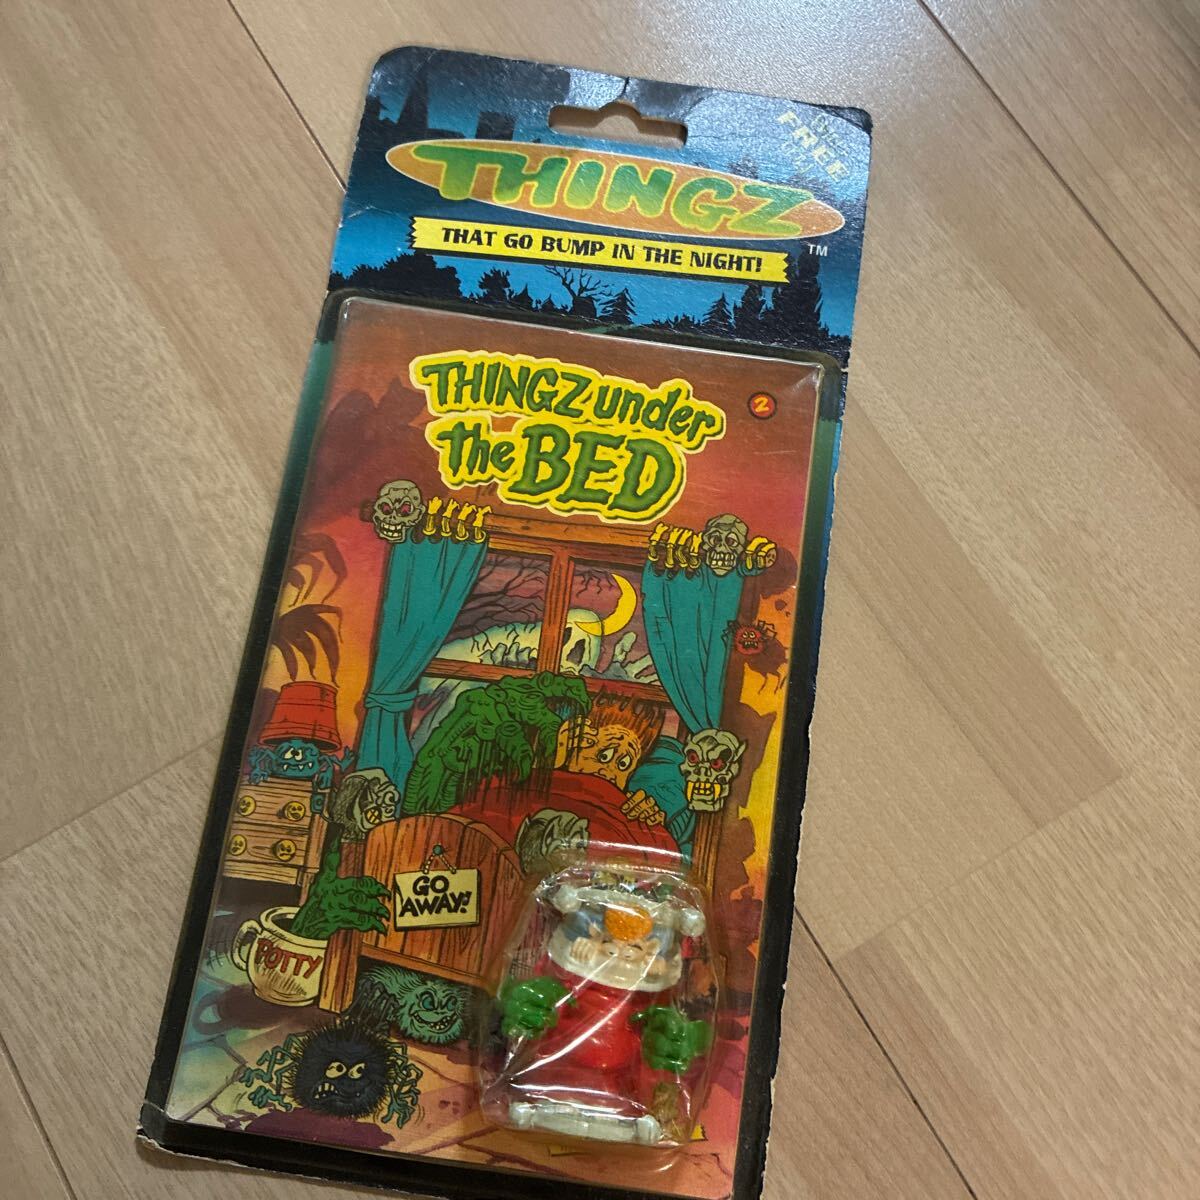 FREE
THINGZ
THAT GO BUMP IN THE NIGHT!
TM
THINGZ under
the BED
2
GO
AWAY!
POTTY